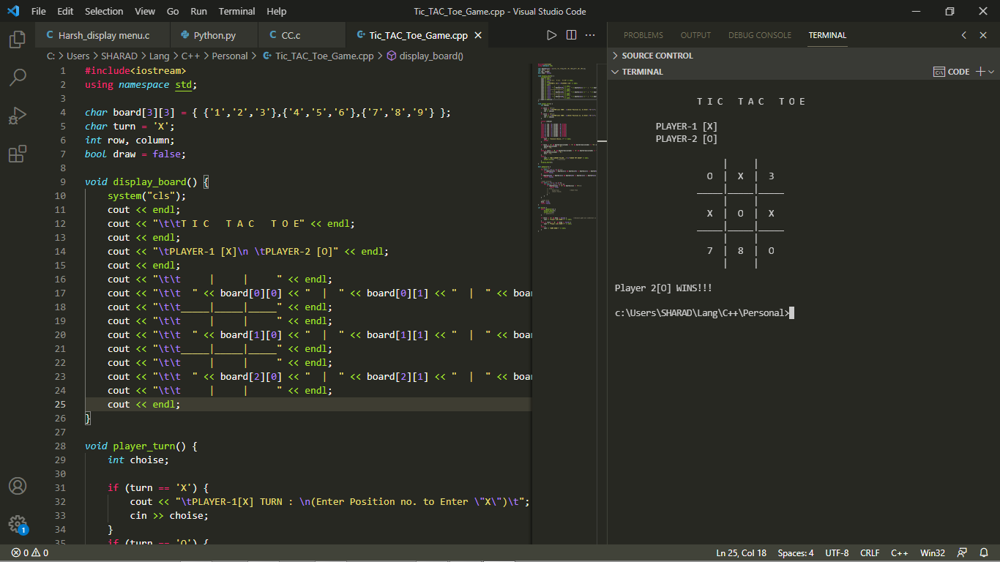 File Edit Selection View Go Run Terminal Help Tic_TAC_Toe_Game.cpp - Visual Studio Code
Harsh_display menu.c Python.py CC.c Tic_TAC_Toe_Game.cpp
C: > Users > SHARAD > Lang > C++ > Personal > Tic_TAC_Toe_Game.cpp > display_board()
1 #include<iostream>
2 using namespace std;
3
4 char board[3][3] = { {'1','2','3'},{'4','5','6'},{'7','8','9'} };
5 char turn = 'X';
6 int row, column;
7 bool draw = false;
8
9 void display_board() {
10     system("cls");
11     cout << endl;
12     cout << "\t\tT I C   T A C   T O E" << endl;
13     cout << endl;
14     cout << "\tPLAYER-1 [X]\n \tPLAYER-2 [O]" << endl;
15     cout << endl;
16     cout << "\t\t     |     |     " << endl;
17     cout << "\t\t  " << board[0][0] << "  |  " << board[0][1] << "  |  " << boar
18     cout << "\t\t_____|_____|_____" << endl;
19     cout << "\t\t     |     |     " << endl;
20     cout << "\t\t  " << board[1][0] << "  |  " << board[1][1] << "  |  " << boar
21     cout << "\t\t_____|_____|_____" << endl;
22     cout << "\t\t     |     |     " << endl;
23     cout << "\t\t  " << board[2][0] << "  |  " << board[2][1] << "  |  " << boar
24     cout << "\t\t     |     |     " << endl;
25     cout << endl;
26 }
27
28 void player_turn() {
29     int choise;
30
31     if (turn == 'X') {
32         cout << "\tPLAYER-1[X] TURN : \n(Enter Position no. to Enter \"X\")\t";
33         cin >> choise;
34     }
35     if (turn == 'O') {
PROBLEMS OUTPUT DEBUG CONSOLE TERMINAL
SOURCE CONTROL
TERMINAL CODE
T I C   T A C   T O E
PLAYER-1 [X]
PLAYER-2 [O]
     |     |
  O  |  X  |  3
_____|_____|_____
     |     |
  X  |  O  |  X
_____|_____|_____
     |     |
  7  |  8  |  O
     |     |
Player 2[O] WINS!!!
c:\Users\SHARAD\Lang\C++\Personal>
1
0 0 Ln 25, Col 18 Spaces: 4 UTF-8 CRLF C++ Win32